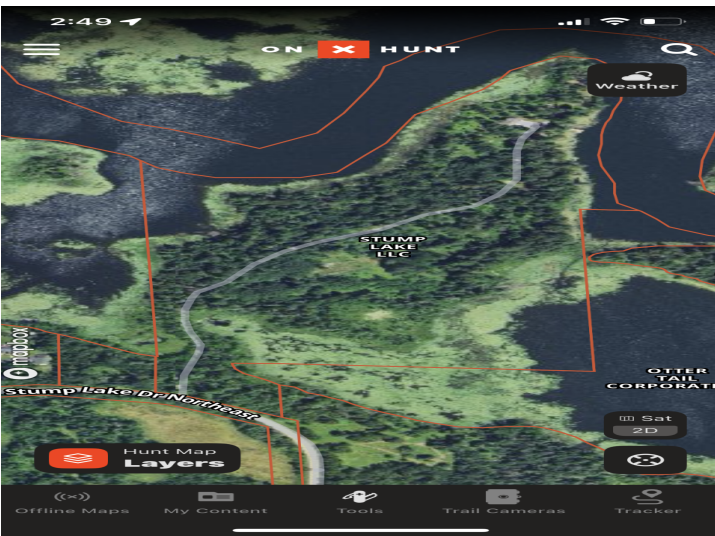 2:49
ON X HUNT
Weather
STUMP
LAKE
LLC
mapbox
OTTER
TAIL
CORPORATI
Stump Lake Dr Northeast
Sat
2D
Hunt Map
Layers
Offline Maps
My Content
Tools
Trail Cameras
Tracker